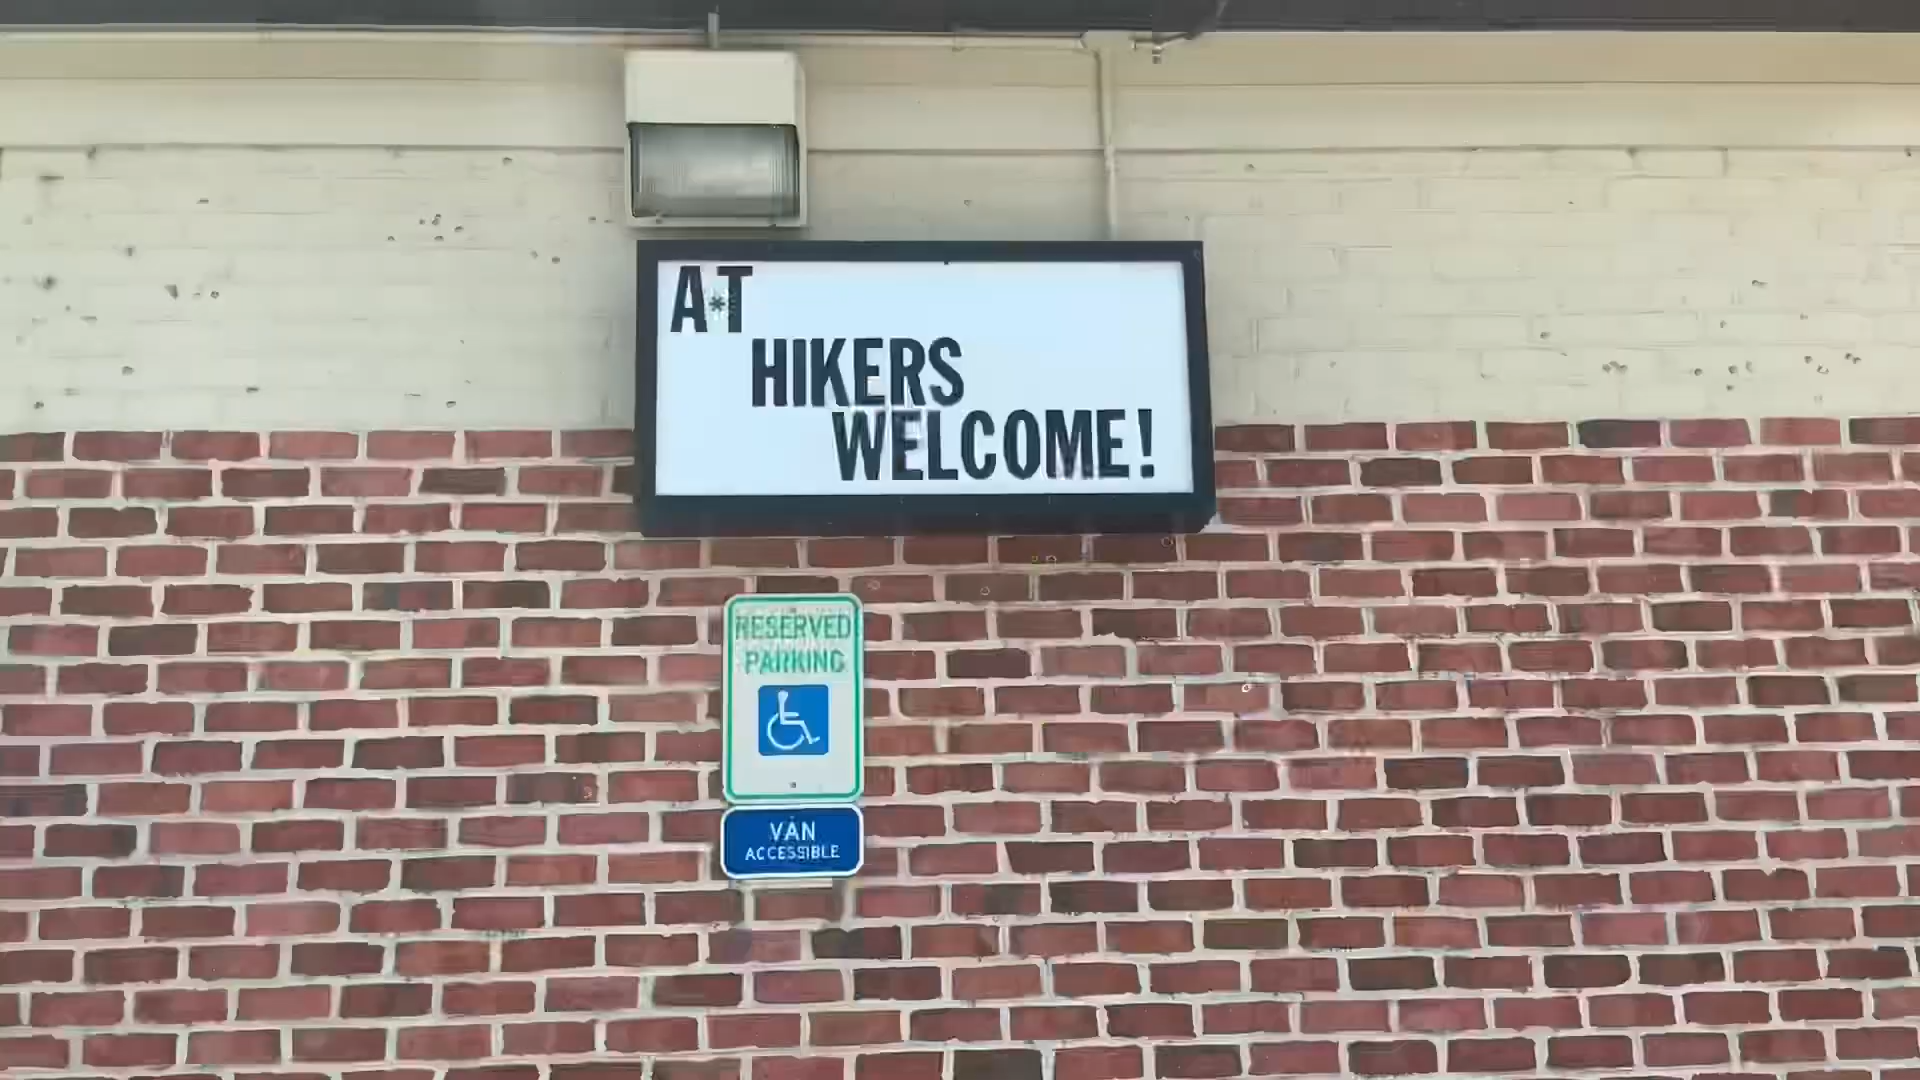 A*T
HIKERS
WELCOME!
RESERVED
PARKING
VAN
ACCESSIBLE